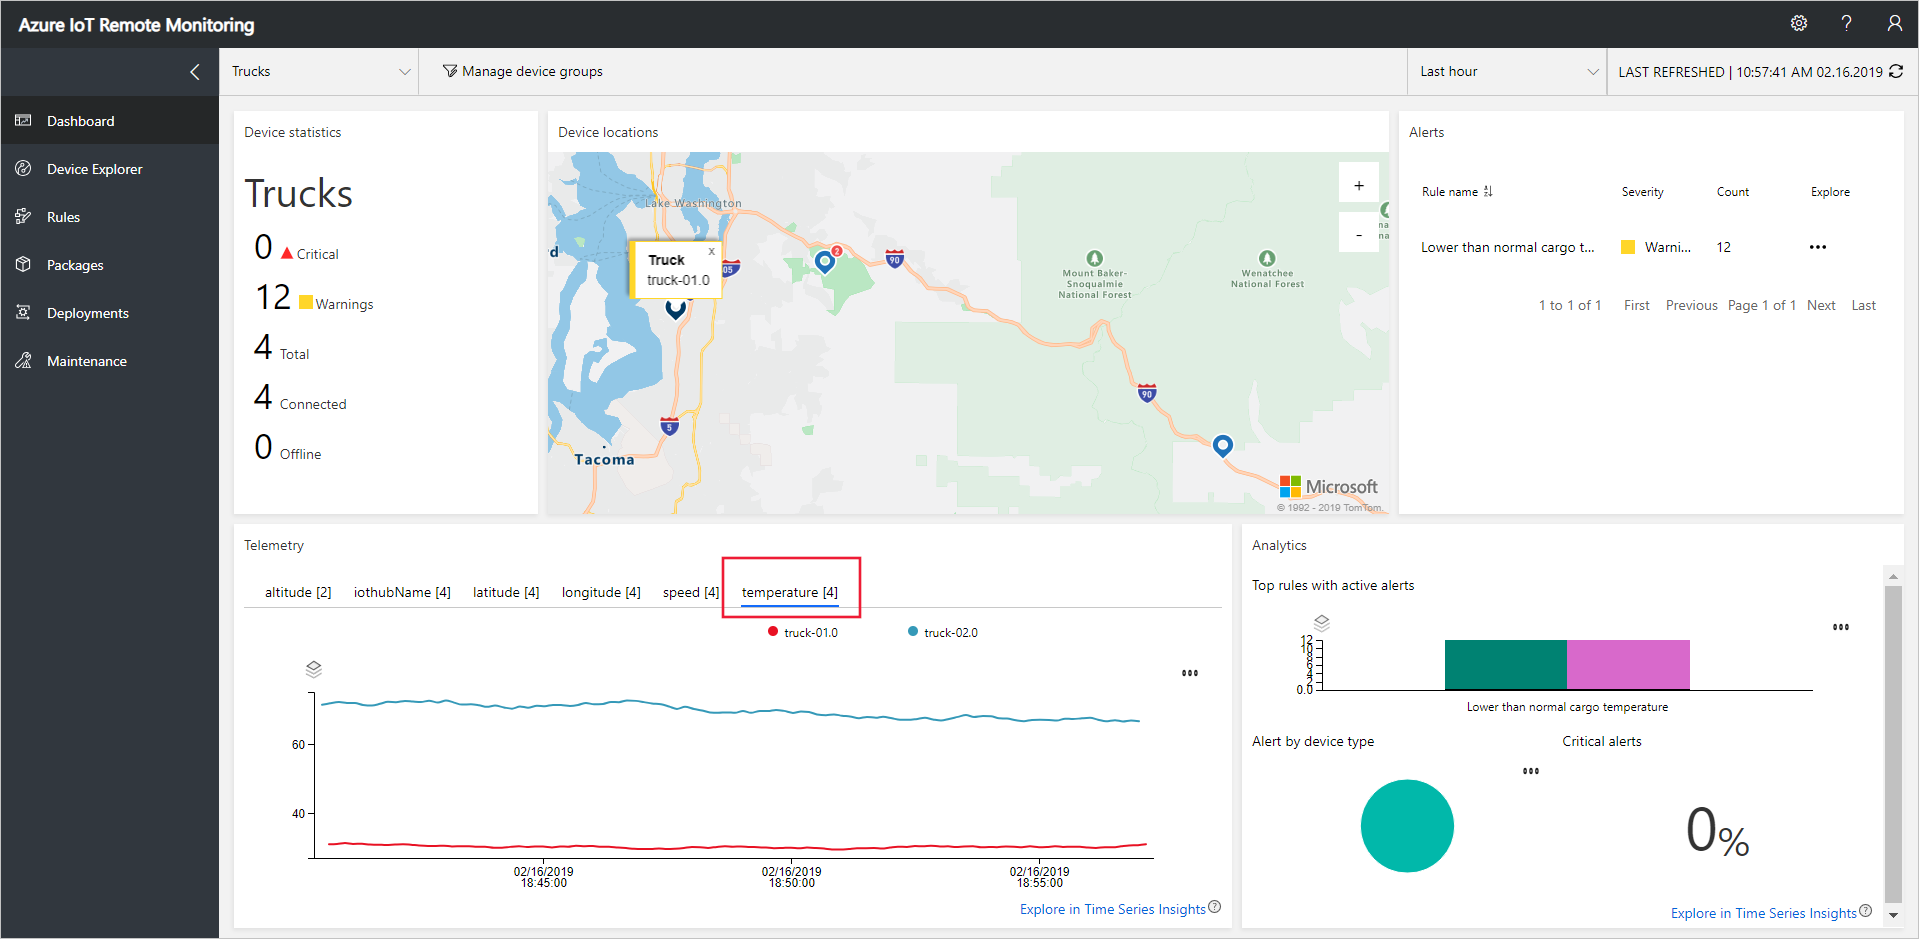 Azure IoT Remote Monitoring
?
Trucks
Manage device groups
Last hour
LAST REFRESHED | 10:57:41 AM 02.16.2019
Dashboard
Device Explorer
Rules
Packages
Deployments
Maintenance
Device statistics
Trucks
0 Critical
12 Warnings
4 Total
4 Connected
0 Offline
Device locations
Lake Washington
Truck x
truck-01.0
05
2
90
Mount Baker-
Snoqualmie
National Forest
Wenatchee
National Forest
na
na
rd
+
-
90
5
Tacoma
Microsoft
© 1992 - 2019 TomTom.
Alerts
Rule name Severity Count Explore
Lower than normal cargo t... Warni... 12 •••
1 to 1 of 1 First Previous Page 1 of 1 Next Last
Telemetry
altitude [2] iothubName [4] latitude [4] longitude [4] speed [4] temperature [4]
truck-01.0 truck-02.0
60
40
02/16/2019
18:45:00
02/16/2019
18:50:00
02/16/2019
18:55:00
Explore in Time Series Insights ?
Analytics
Top rules with active alerts
12
10
8
6
4
2
0.0
Lower than normal cargo temperature
Alert by device type
Critical alerts
0%
Explore in Time Series Insights ?